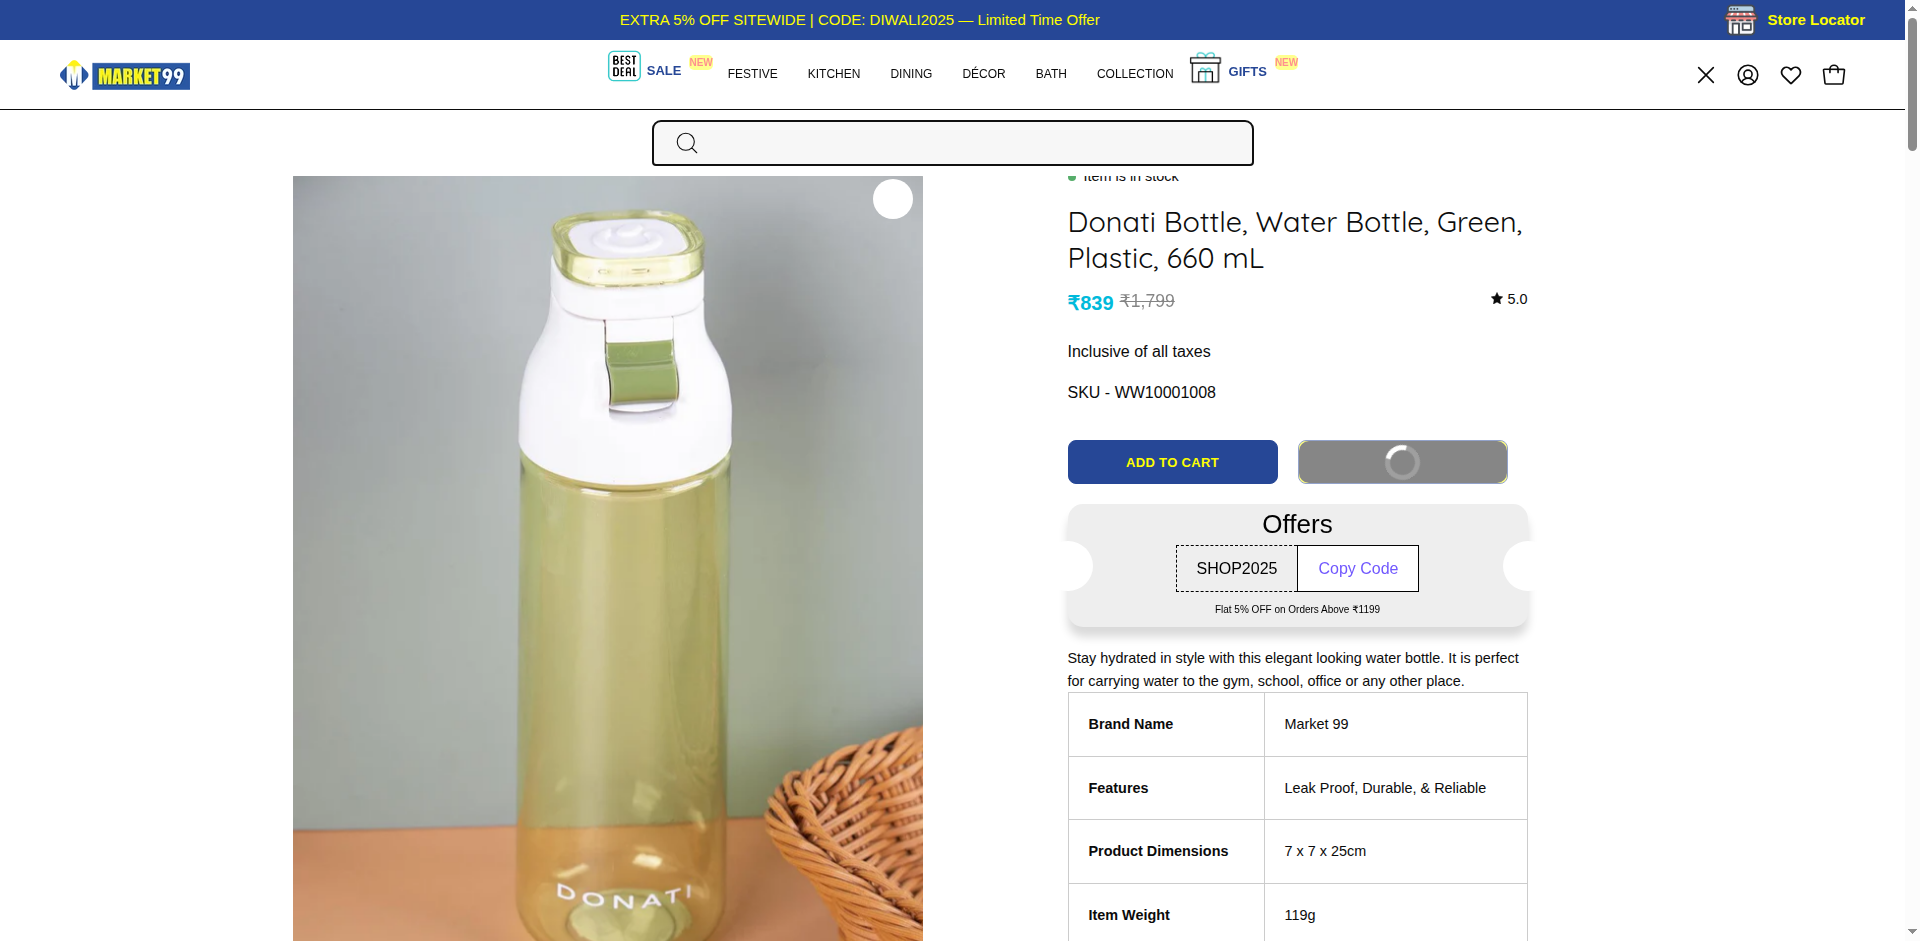 EXTRA 5% OFF SITEWIDE | CODE: DIWALI2025 — Limited Time Offer
Store Locator
MARKET99
BEST DEAL SALE NEW FESTIVE KITCHEN DINING DÉCOR BATH COLLECTION GIFTS NEW
Item is in stock
Donati Bottle, Water Bottle, Green,
Plastic, 660 mL
₹839 ₹1,799
5.0
Inclusive of all taxes
SKU - WW10001008
ADD TO CART
Offers
SHOP2025 Copy Code
Flat 5% OFF on Orders Above ₹1199
Stay hydrated in style with this elegant looking water bottle. It is perfect
for carrying water to the gym, school, office or any other place.
Brand Name Market 99
Features Leak Proof, Durable, & Reliable
Product Dimensions 7 x 7 x 25cm
Item Weight 119g
DONATI